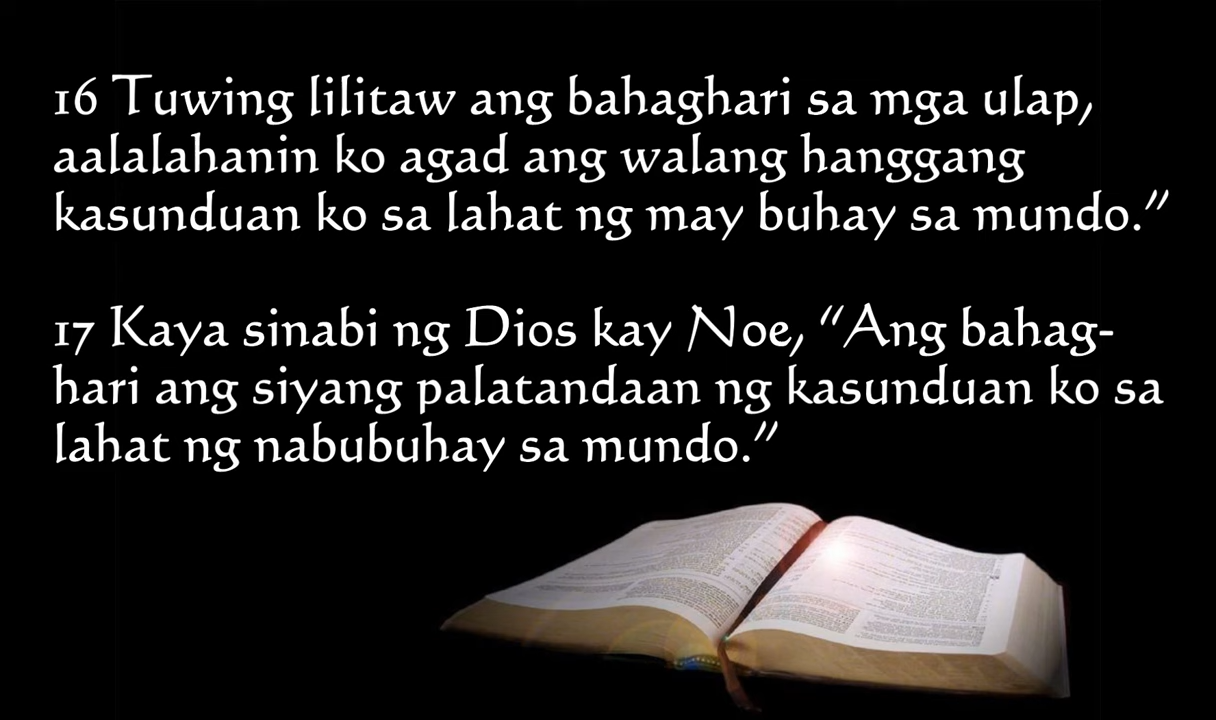 16 Tuwing lilitaw ang bahaghari sa mga ulap,
aalalahanin ko agad ang walang hanggang
kasunduan ko sa lahat ng may buhay sa mundo.”
17 Kaya sinabi ng Dios kay Noe, “Ang bahag-
hari ang siyang palatandaan ng kasunduan ko sa
lahat ng nabubuhay sa mundo.”